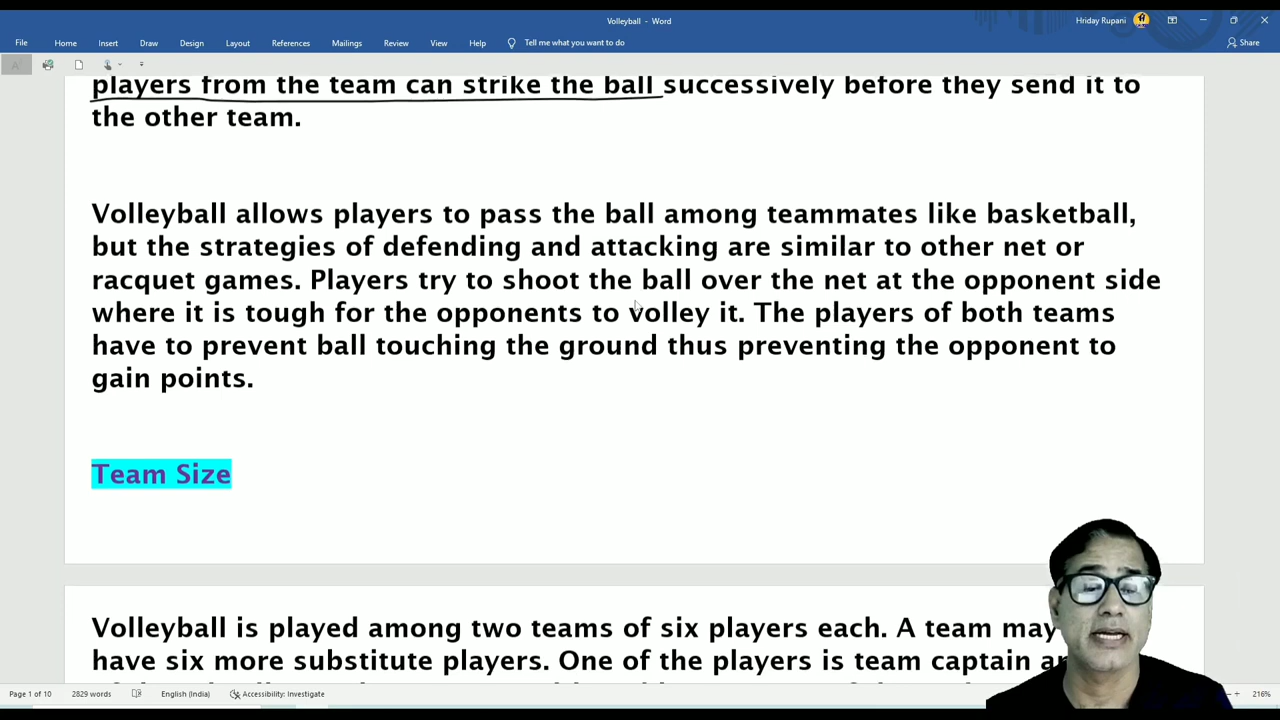 Volleyball - Word
Hriday Rupani
File Home Insert Draw Design Layout References Mailings Review View Help Tell me what you want to do
Share
players from the team can strike the ball successively before they send it to
the other team.
Volleyball allows players to pass the ball among teammates like basketball,
but the strategies of defending and attacking are similar to other net or
racquet games. Players try to shoot the ball over the net at the opponent side
where it is tough for the opponents to volley it. The players of both teams
have to prevent ball touching the ground thus preventing the opponent to
gain points.
Team Size
Volleyball is played among two teams of six players each. A team may
have six more substitute players. One of the players is team captain
Page 1 of 10 2829 words English (India) Accessibility: Investigate
216%